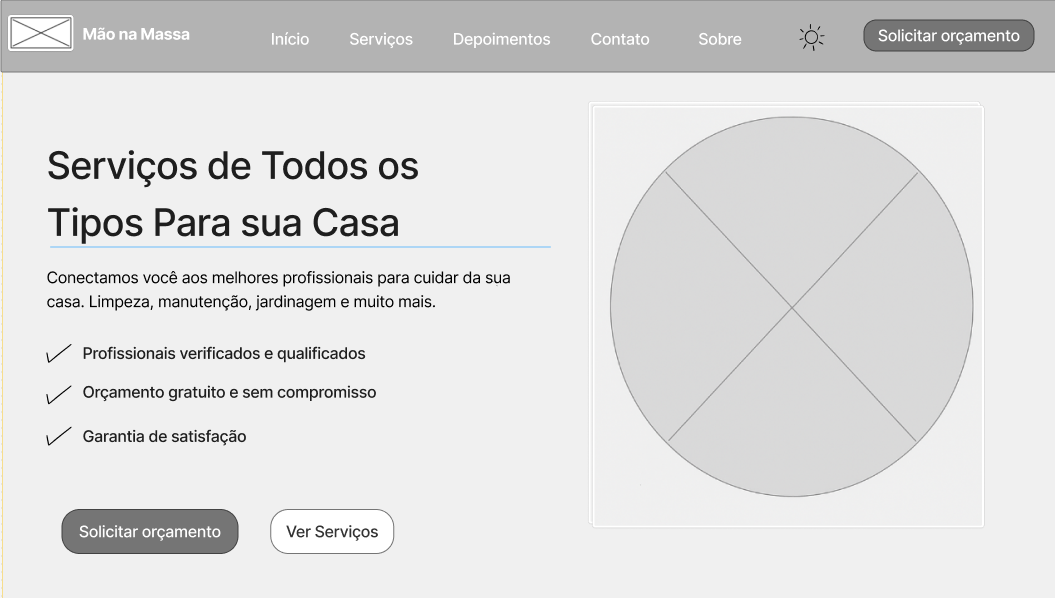 Mão na Massa
Início
Serviços
Depoimentos
Contato
Sobre
Solicitar orçamento
Serviços de Todos os
Tipos Para sua Casa
Conectamos você aos melhores profissionais para cuidar da sua
casa. Limpeza, manutenção, jardinagem e muito mais.
Profissionais verificados e qualificados
Orçamento gratuito e sem compromisso
Garantia de satisfação
Solicitar orçamento
Ver Serviços